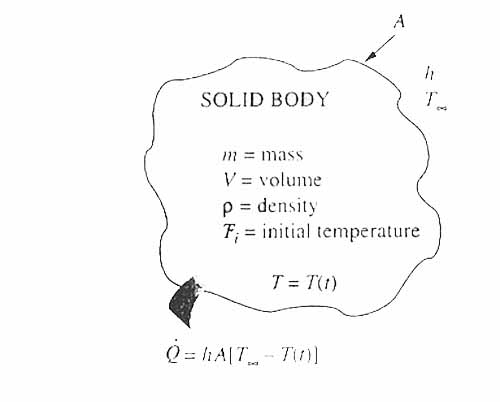 A
h
T∞
SOLID BODY
m = mass
V = volume
ρ = density
Ti = initial temperature
T = T(t)
Q̇ = hA[T∞ − T(t)]